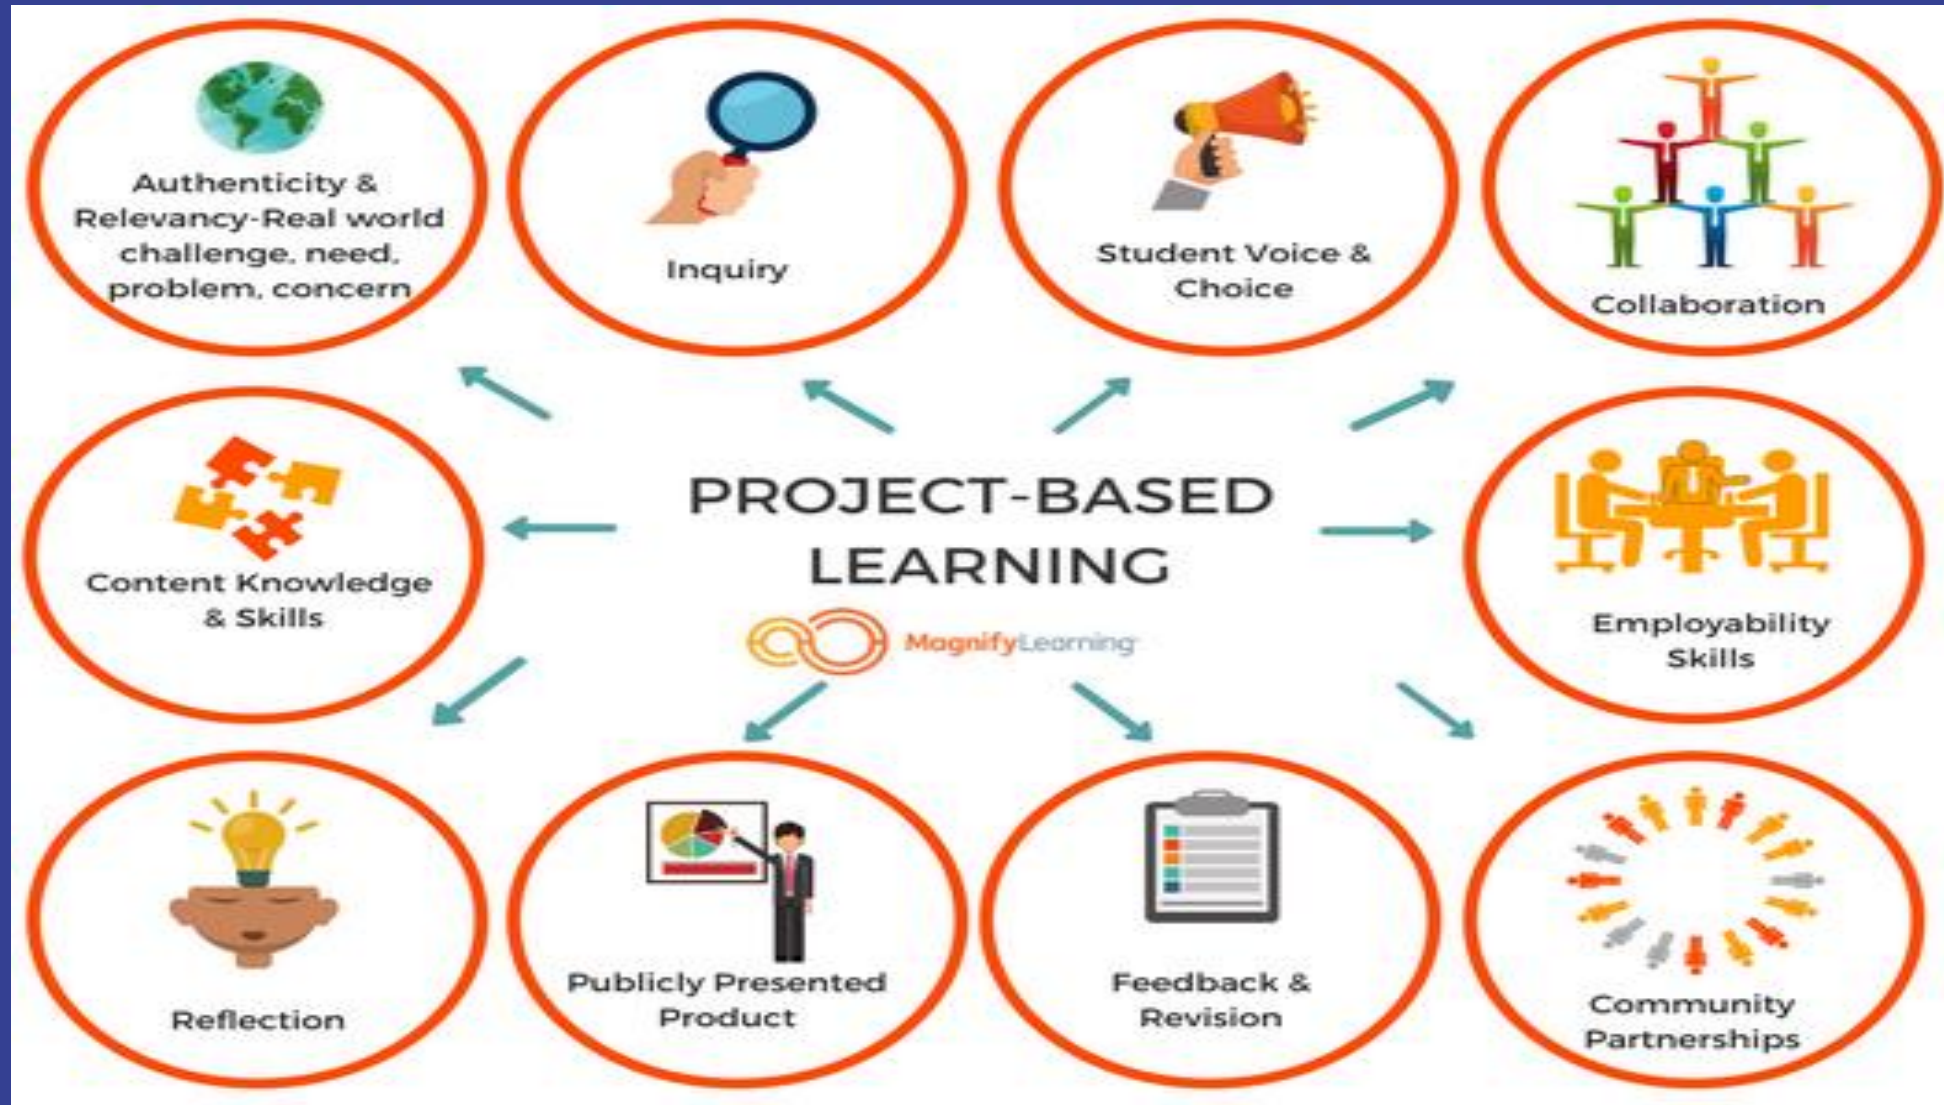 Authenticity &
Relevancy-Real world
challenge, need,
problem, concern
Inquiry
Student Voice &
Choice
Collaboration
Content Knowledge
& Skills
PROJECT-BASED
LEARNING
MagnifyLearning
Employability
Skills
Reflection
Publicly Presented
Product
Feedback &
Revision
Community
Partnerships